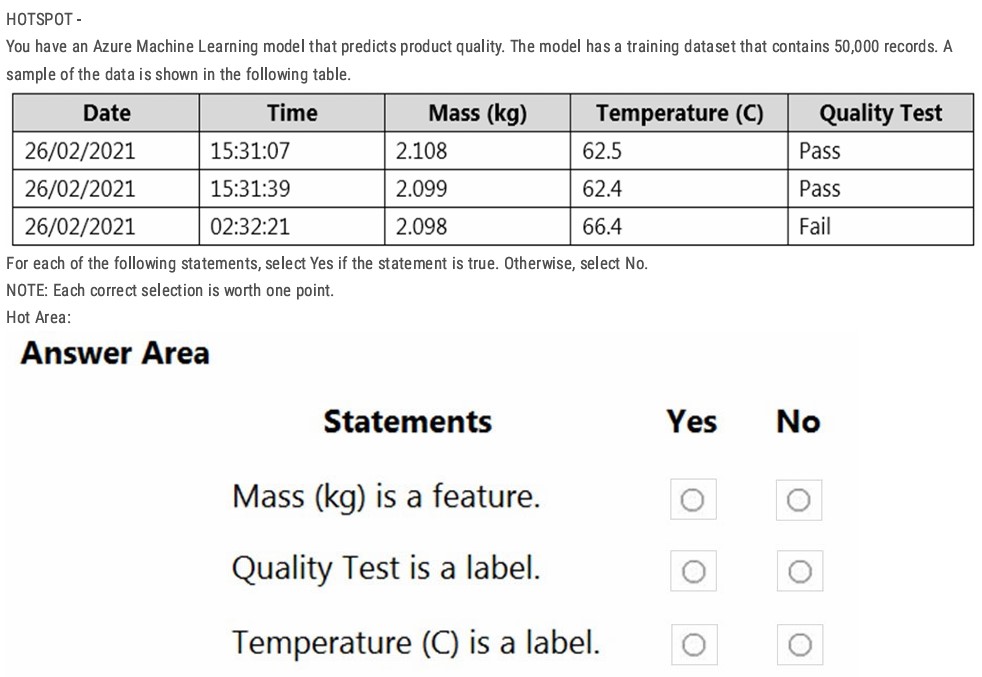 HOTSPOT -
You have an Azure Machine Learning model that predicts product quality. The model has a training dataset that contains 50,000 records. A
sample of the data is shown in the following table.
Date Time Mass (kg) Temperature (C) Quality Test
26/02/2021 15:31:07 2.108 62.5 Pass
26/02/2021 15:31:39 2.099 62.4 Pass
26/02/2021 02:32:21 2.098 66.4 Fail
For each of the following statements, select Yes if the statement is true. Otherwise, select No.
NOTE: Each correct selection is worth one point.
Hot Area:
Answer Area
Statements Yes No
Mass (kg) is a feature.
Quality Test is a label.
Temperature (C) is a label.